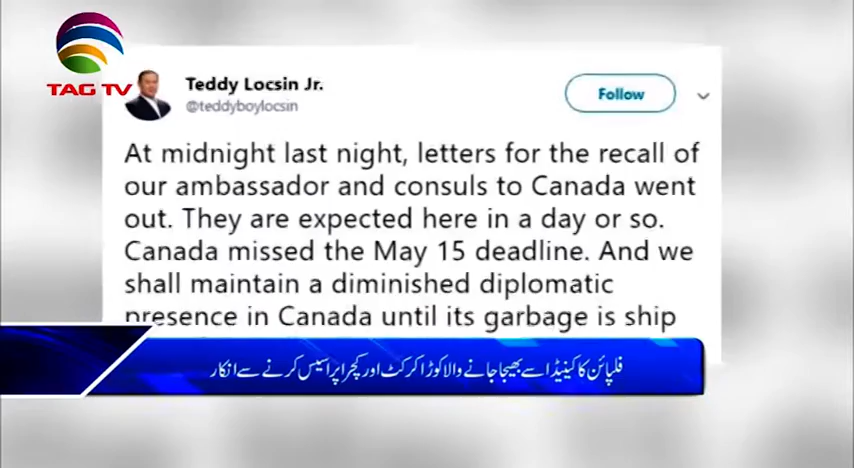 TAG TV
Teddy Locsin Jr.
@teddyboylocsin
Follow
At midnight last night, letters for the recall of
our ambassador and consuls to Canada went
out. They are expected here in a day or so.
Canada missed the May 15 deadline. And we
shall maintain a diminished diplomatic
presence in Canada until its garbage is ship
فلپائن کا کینیڈا سے بھیجا جانے والا کوڑا کرکٹ اور کچرا پراسیس کرنے سے انکار